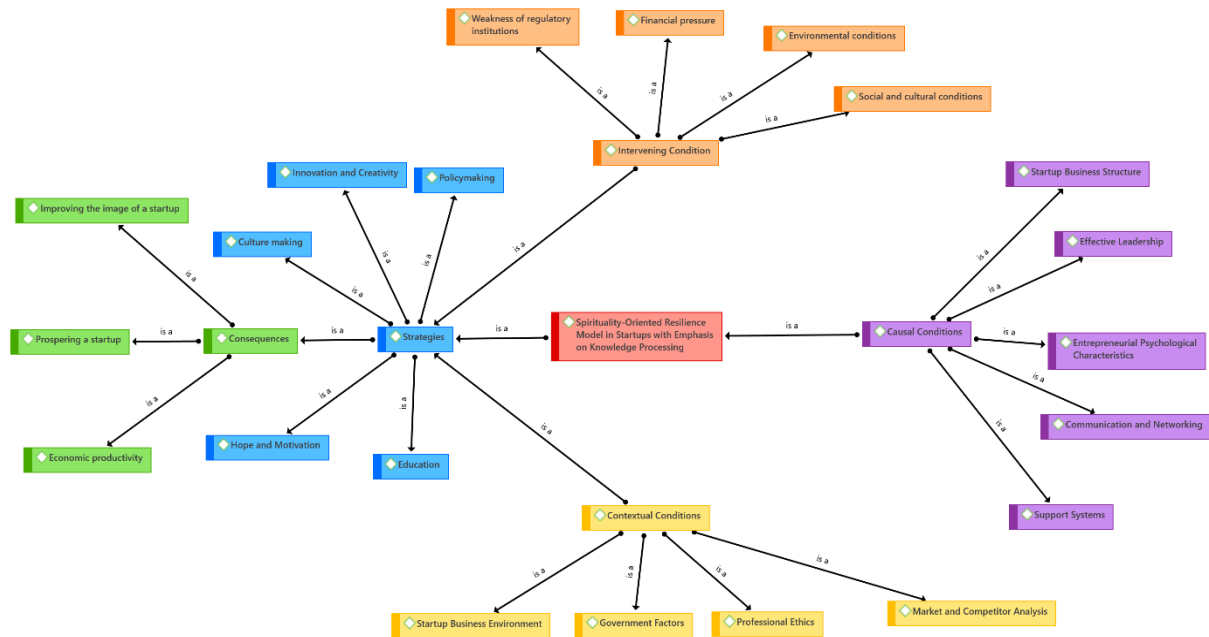 Weakness of regulatory
institutions
Financial pressure
Environmental conditions
Social and cultural conditions
is a
is a
is a
is a
Intervening Condition
is a
Innovation and Creativity
Policymaking
Culture making
is a
is a
is a
Improving the image of a startup
is a
Prospering a startup
is a
Consequences
is a
Strategies
is a
Spirituality-Oriented Resilience
Model in Startups with Emphasis
on Knowledge Processing
is a
Causal Conditions
Startup Business Structure
is a
Effective Leadership
is a
is a
Entrepreneurial Psychological
Characteristics
is a
Communication and Networking
is a
Support Systems
is a
Economic productivity
is a
Hope and Motivation
is a
Education
is a
Contextual Conditions
is a
is a
is a
is a
Startup Business Environment
Government Factors
Professional Ethics
Market and Competitor Analysis